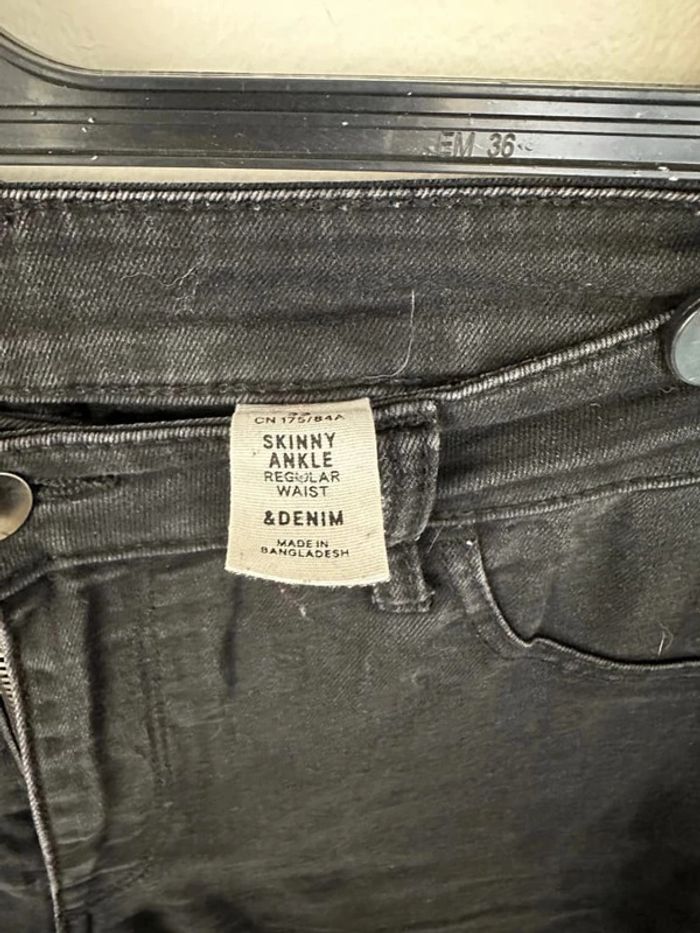 EM 36
CN 175/84A
SKINNY
ANKLE
REGULAR
WAIST
&DENIM
MADE IN
BANGLADESH